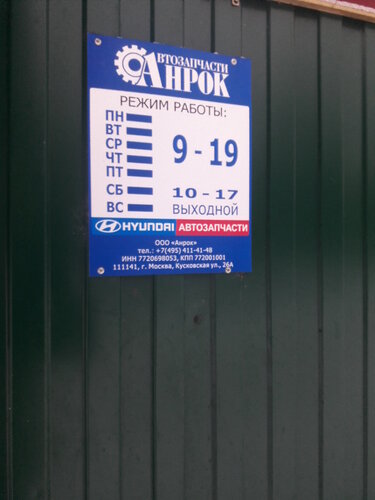 АВТОЗАПЧАСТИ
АНРОК
РЕЖИМ РАБОТЫ:
ПН
ВТ
СР
ЧТ
ПТ
9 - 19
СБ 10 - 17
ВС ВЫХОДНОЙ
HYUNDAI АВТОЗАПЧАСТИ
ООО «Анрок»
тел.: +7(495) 411-41-48
ИНН 7720698053, КПП 772001001
111141, г. Москва, Кусковская ул., 26А